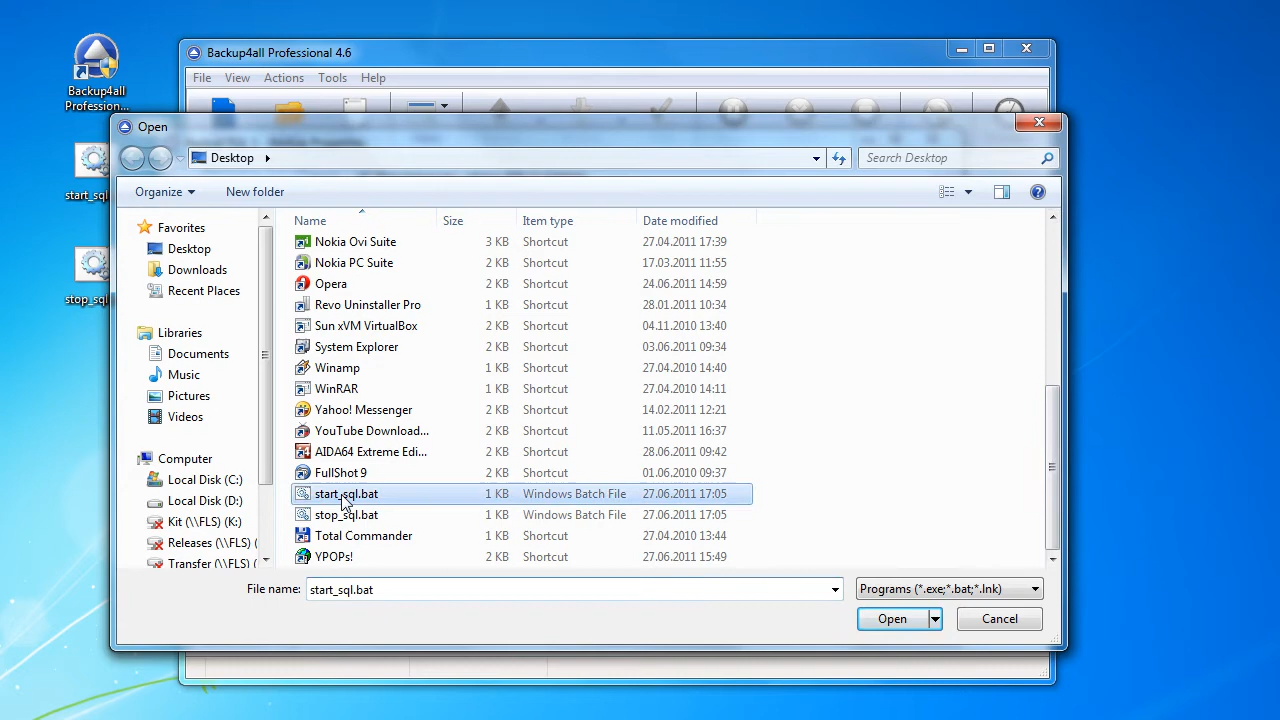 Backup4all
Profession...
start_sql
stop_sql
Backup4all Professional 4.6
File View Actions Tools Help
Open
Desktop
Search Desktop
Organize New folder
Favorites
Desktop
Downloads
Recent Places
Libraries
Documents
Music
Pictures
Videos
Computer
Local Disk (C:)
Local Disk (D:)
Kit (\\FLS) (K:)
Releases (\\FLS) (
Transfer (\\FLS) (
Name Size Item type Date modified
Nokia Ovi Suite 3 KB Shortcut 27.04.2011 17:39
Nokia PC Suite 2 KB Shortcut 17.03.2011 11:55
Opera 2 KB Shortcut 24.06.2011 14:59
Revo Uninstaller Pro 1 KB Shortcut 28.01.2011 10:34
Sun xVM VirtualBox 2 KB Shortcut 04.11.2010 13:40
System Explorer 2 KB Shortcut 03.06.2011 09:34
Winamp 1 KB Shortcut 27.04.2011 14:40
WinRAR 1 KB Shortcut 27.04.2010 14:11
Yahoo! Messenger 2 KB Shortcut 14.02.2011 12:21
YouTube Download... 2 KB Shortcut 11.05.2011 16:37
AIDA64 Extreme Edi... 2 KB Shortcut 28.06.2011 09:42
FullShot 9 2 KB Shortcut 01.06.2010 09:37
start_sql.bat 1 KB Windows Batch File 27.06.2011 17:05
stop_sql.bat 1 KB Windows Batch File 27.06.2011 17:05
Total Commander 2 KB Shortcut 27.04.2010 13:44
YPOPs! 2 KB Shortcut 27.06.2011 15:49
File name: start_sql.bat Programs (*.exe;*.bat;*.lnk)
Open Cancel